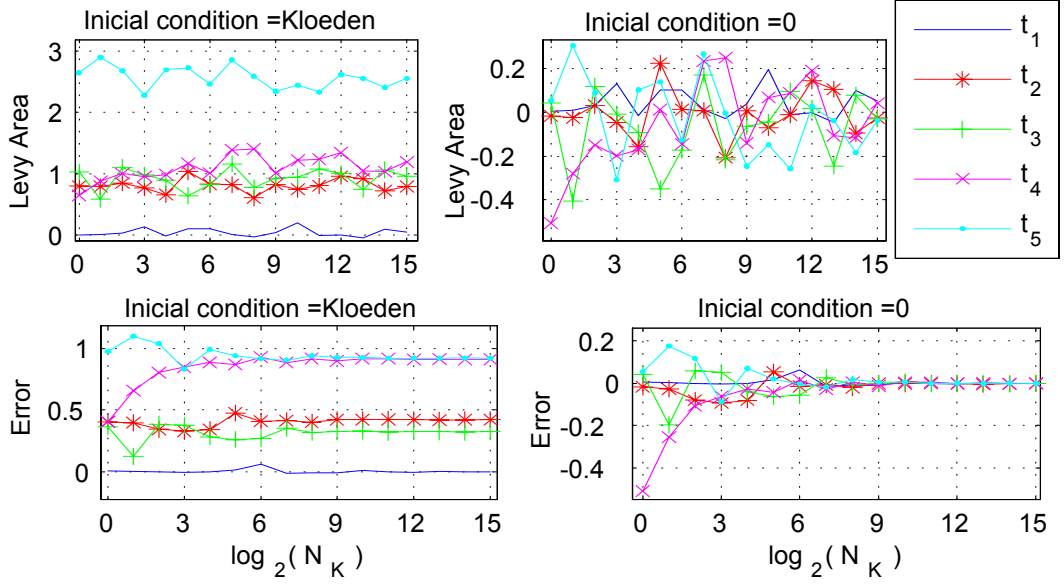 Inicial condition =Kloeden
Levy Area
3
2
1
0
0 3 6 9 12 15
Inicial condition =0
Levy Area
0.2
0
-0.2
-0.4
0 3 6 9 12 15
t1
t2
t3
t4
t5
Inicial condition =Kloeden
Error
1
0.5
0
0 3 6 9 12 15
log2( NK )
Inicial condition =0
Error
0.2
0
-0.2
-0.4
0 3 6 9 12 15
log2( NK )